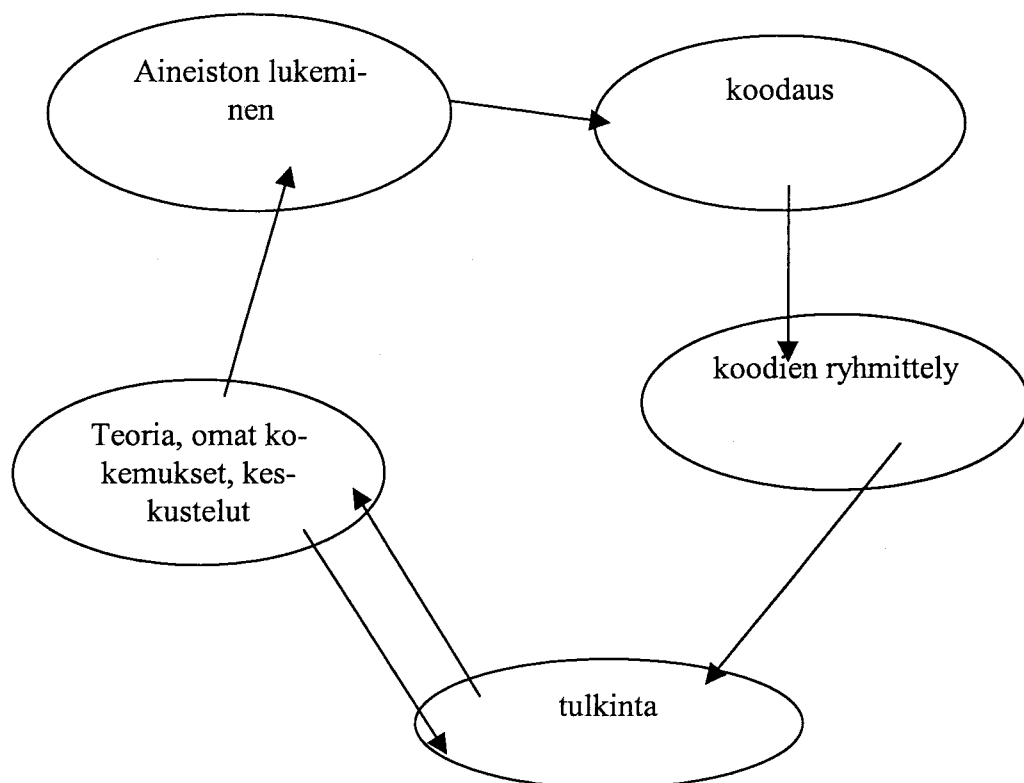 Aineiston lukemi-
nen
koodaus
koodien ryhmittely
Teoria, omat ko-
kemukset, kes-
kustelut
tulkinta